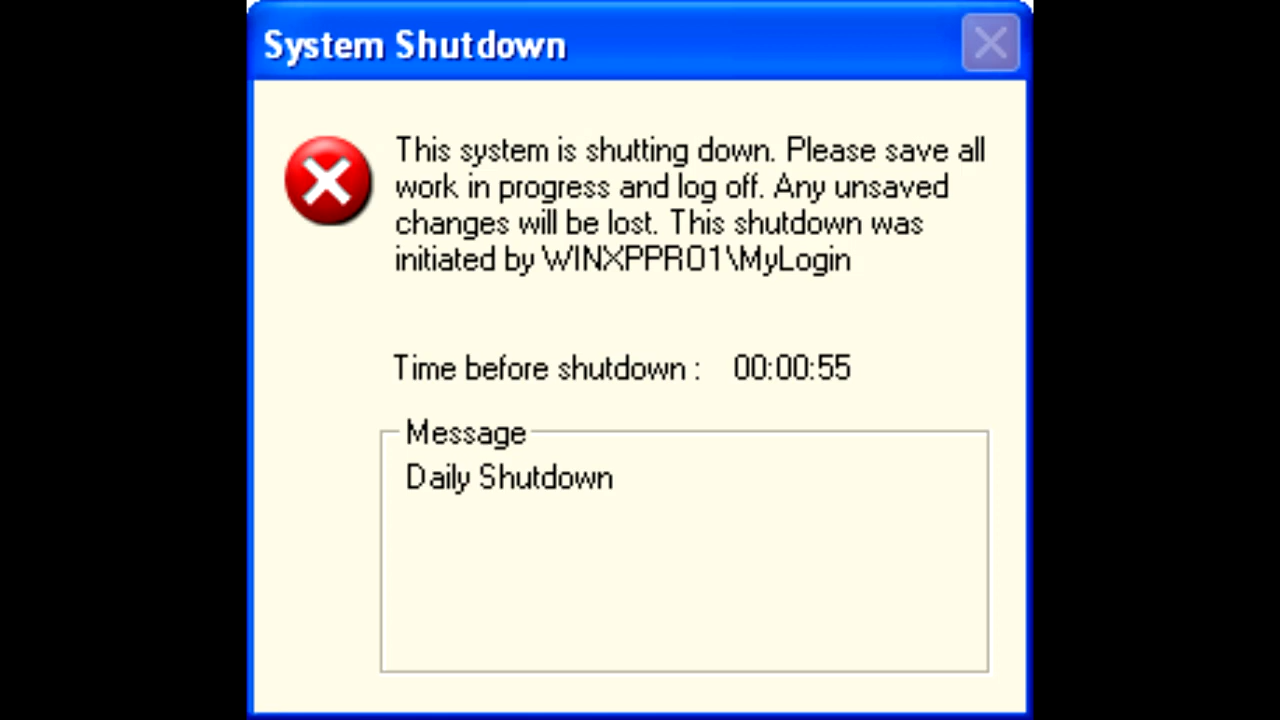 System Shutdown
This system is shutting down. Please save all
work in progress and log off. Any unsaved
changes will be lost. This shutdown was
initiated by WINXPPRO1\MyLogin
Time before shutdown : 00:00:55
Message
Daily Shutdown